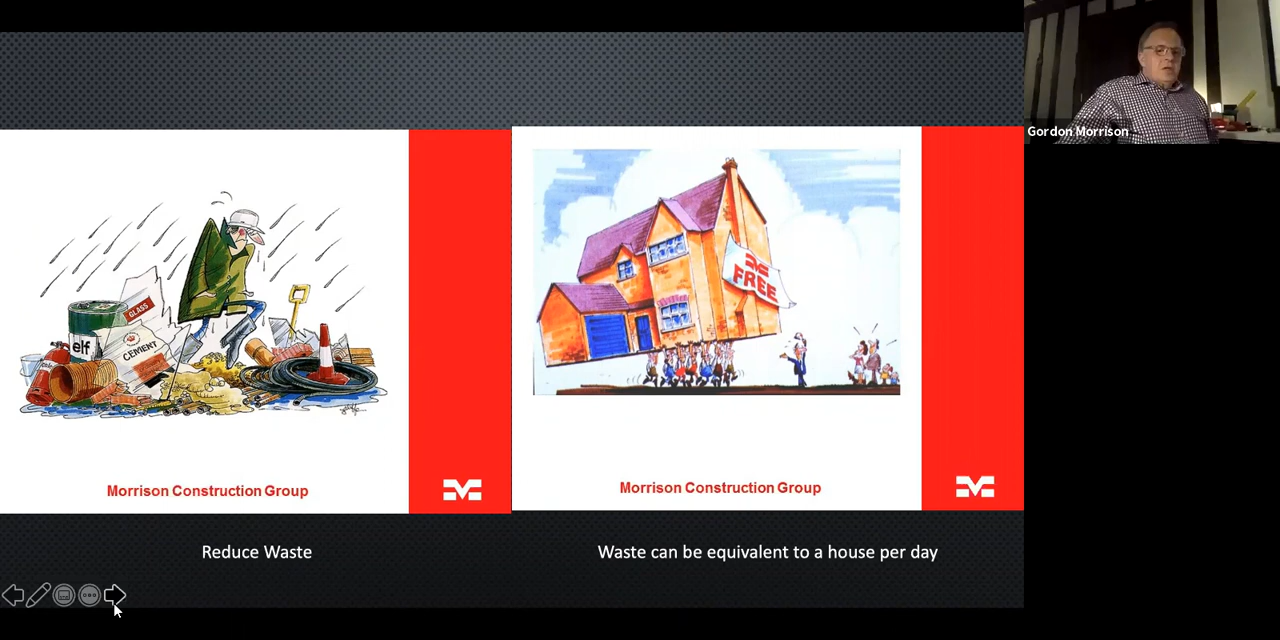 GLASS
elf
CEMENT
Morrison Construction Group
Reduce Waste
FREE
Morrison Construction Group
Waste can be equivalent to a house per day
Gordon Morrison